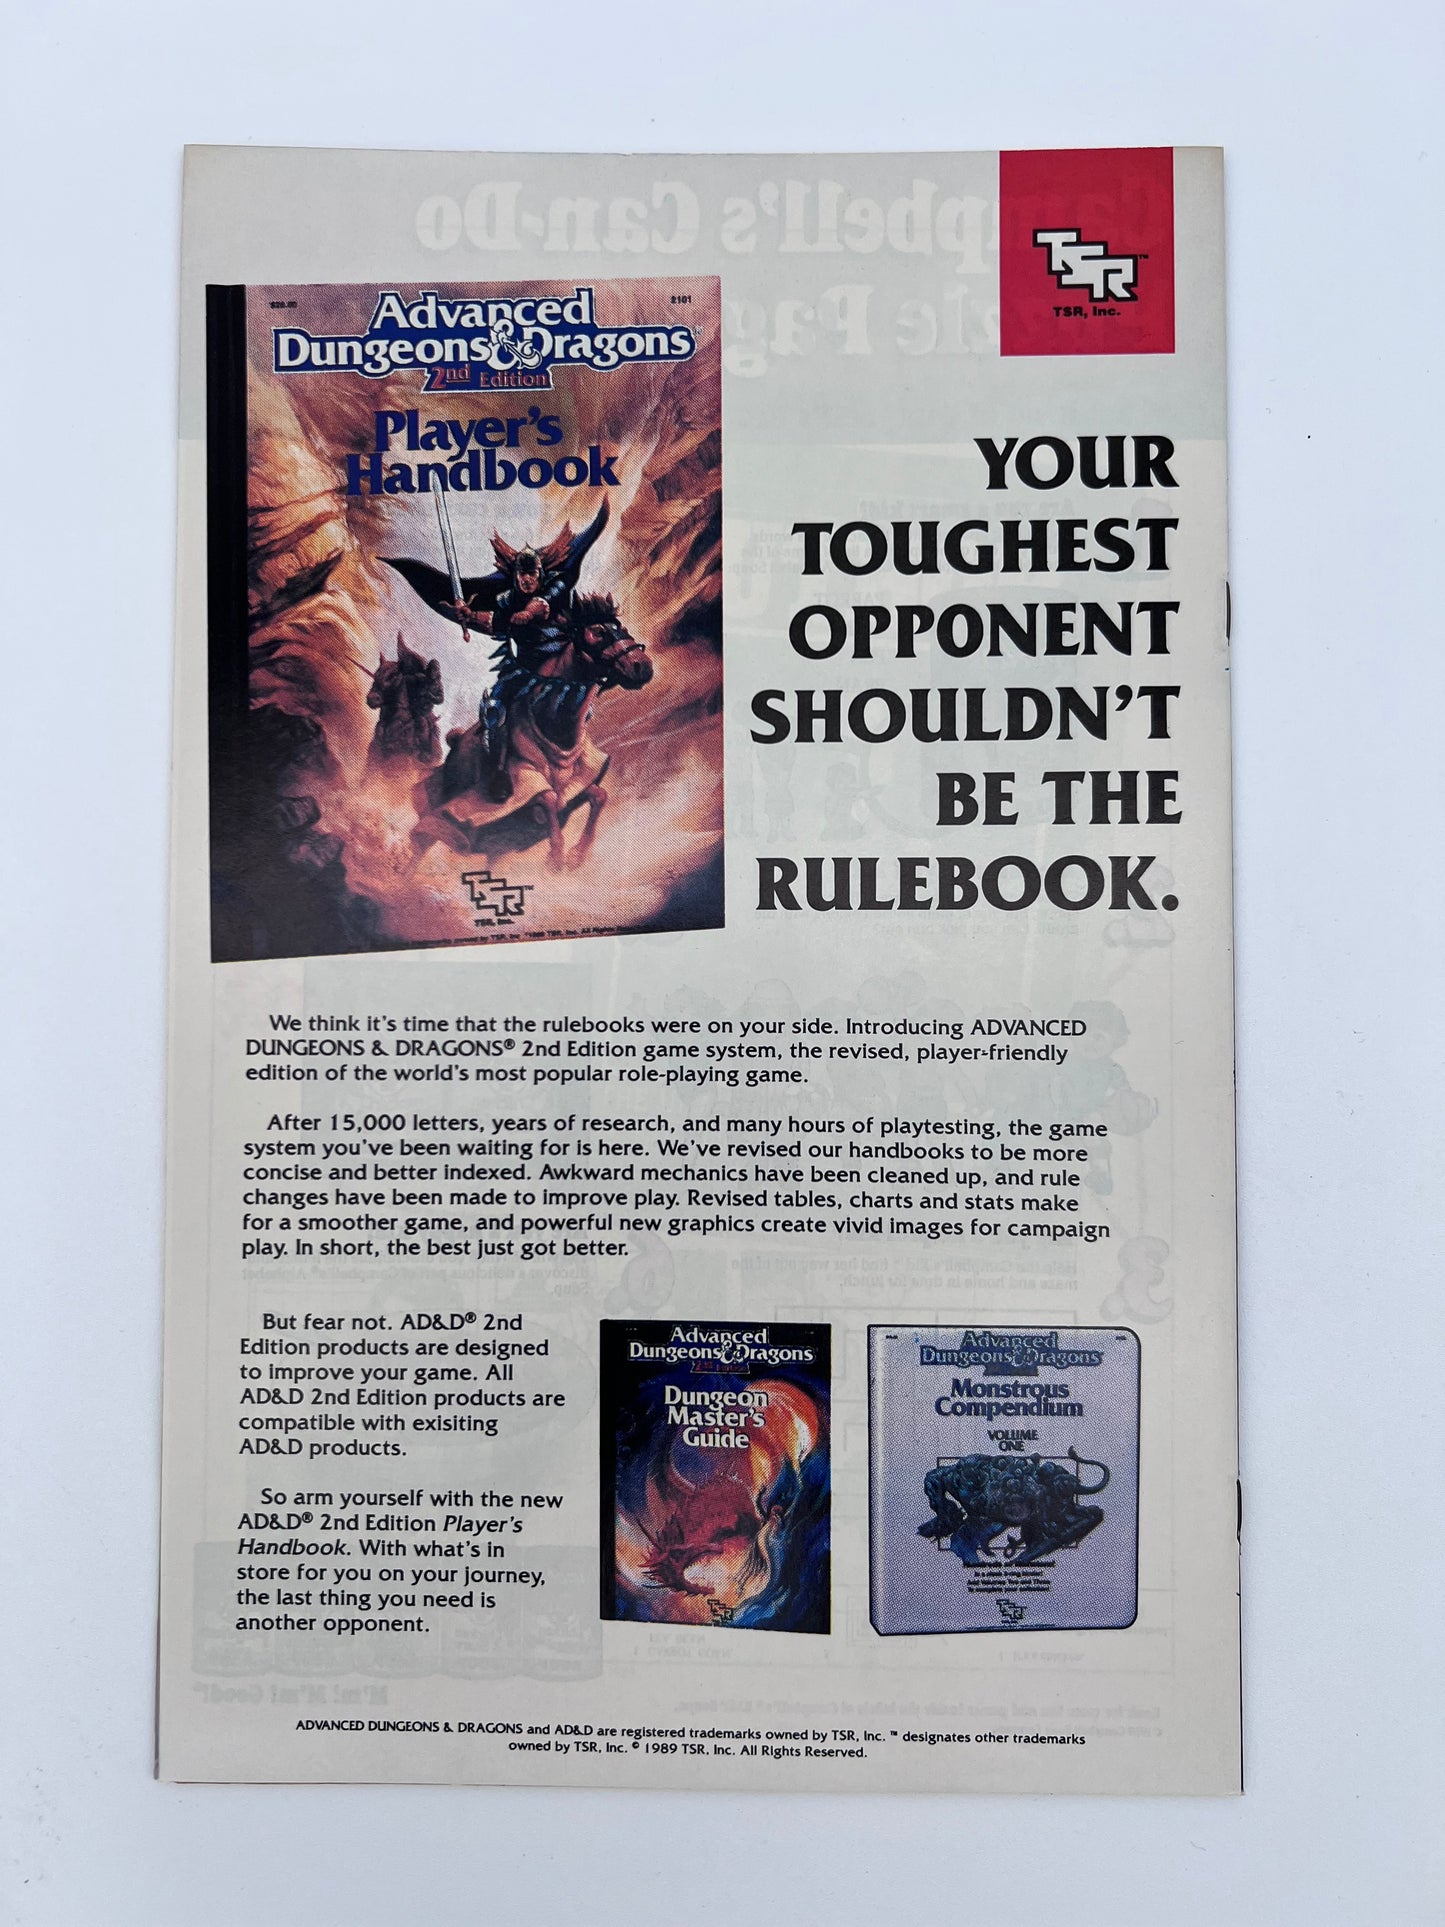 TSR™
TSR, Inc.
$20.00
2101
Advanced
Dungeons & Dragons®
2nd Edition
Player's
Handbook
TSR™
TSR, Inc.
YOUR
TOUGHEST
OPPONENT
SHOULDN'T
BE THE
RULEBOOK.
We think it's time that the rulebooks were on your side. Introducing ADVANCED
DUNGEONS & DRAGONS® 2nd Edition game system, the revised, player-friendly
edition of the world's most popular role-playing game.
After 15,000 letters, years of research, and many hours of playtesting, the game
system you've been waiting for is here. We've revised our handbooks to be more
concise and better indexed. Awkward mechanics have been cleaned up, and rule
changes have been made to improve play. Revised tables, charts and stats make
for a smoother game, and powerful new graphics create vivid images for campaign
play. In short, the best just got better.
But fear not. AD&D® 2nd
Edition products are designed
to improve your game. All
AD&D 2nd Edition products are
compatible with exisiting
AD&D products.
So arm yourself with the new
AD&D® 2nd Edition Player's
Handbook. With what's in
store for you on your journey,
the last thing you need is
another opponent.
Advanced
Dungeons & Dragons
2nd Edition
Dungeon
Master's
Guide
TSR
Advanced
Dungeons & Dragons
Monstrous
Compendium
VOLUME
ONE
TSR
ADVANCED DUNGEONS & DRAGONS and AD&D are registered trademarks owned by TSR, Inc. ™ designates other trademarks
owned by TSR, Inc. © 1989 TSR, Inc. All Rights Reserved.